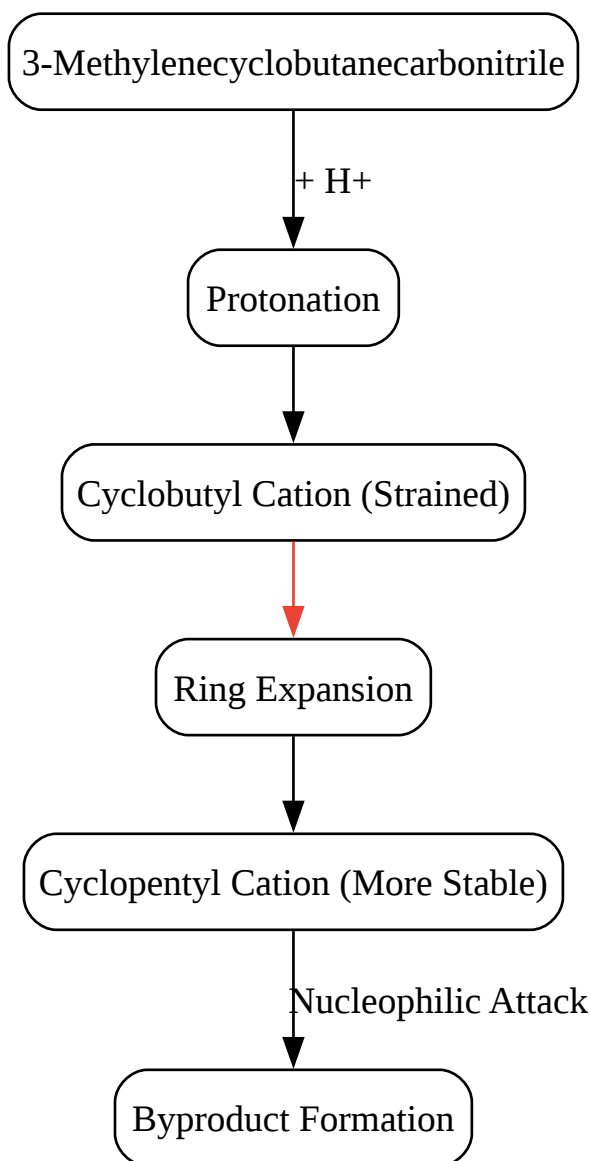 3-Methylenecyclobutanecarbonitrile
+ H+
Protonation
Cyclobutyl Cation (Strained)
Ring Expansion
Cyclopentyl Cation (More Stable)
Nucleophilic Attack
Byproduct Formation